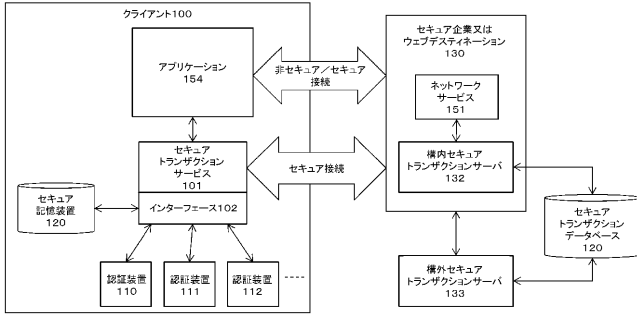 クライアント100
アプリケーション
154
非セキュア／セキュア
接続
セキュア企業又は
ウェブデスティネーション
130
ネットワーク
サービス
151
セキュア
トランザクション
サービス
101
セキュア接続
構内セキュア
トランザクションサーバ
132
インターフェース102
セキュア
記憶装置
120
セキュア
トランザクション
データベース
120
認証装置
110
認証装置
111
認証装置
112
構外セキュア
トランザクションサーバ
133